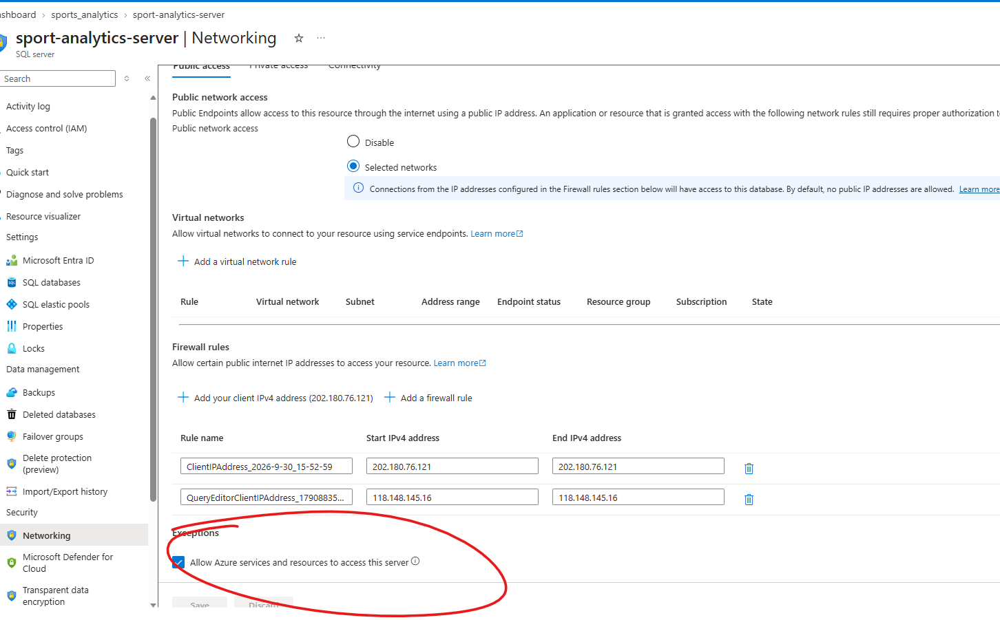 shboard › sports_analytics › sport-analytics-server
sport-analytics-server | Networking ☆ ···
SQL server
Search
Activity log
Access control (IAM)
Tags
Quick start
Diagnose and solve problems
Resource visualizer
Settings
Microsoft Entra ID
SQL databases
SQL elastic pools
Properties
Locks
Data management
Backups
Deleted databases
Failover groups
Delete protection
(preview)
Import/Export history
Security
Networking
Microsoft Defender for
Cloud
Transparent data
encryption
Public access Private access Connectivity
Public network access
Public Endpoints allow access to this resource through the internet using a public IP address. An application or resource that is granted access with the following network rules still requires proper authorization t
Public network access
Disable
Selected networks
Connections from the IP addresses configured in the Firewall rules section below will have access to this database. By default, no public IP addresses are allowed. Learn more
Virtual networks
Allow virtual networks to connect to your resource using service endpoints. Learn more
Add a virtual network rule
Rule Virtual network Subnet Address range Endpoint status Resource group Subscription State
Firewall rules
Allow certain public internet IP addresses to access your resource. Learn more
Add your client IPv4 address (202.180.76.121) Add a firewall rule
Rule name Start IPv4 address End IPv4 address
ClientIPAddress_2026-9-30_15-52-59 202.180.76.121 202.180.76.121
QueryEditorClientIPAddress_17908835... 118.148.145.16 118.148.145.16
Exceptions
Allow Azure services and resources to access this server
Save Discard